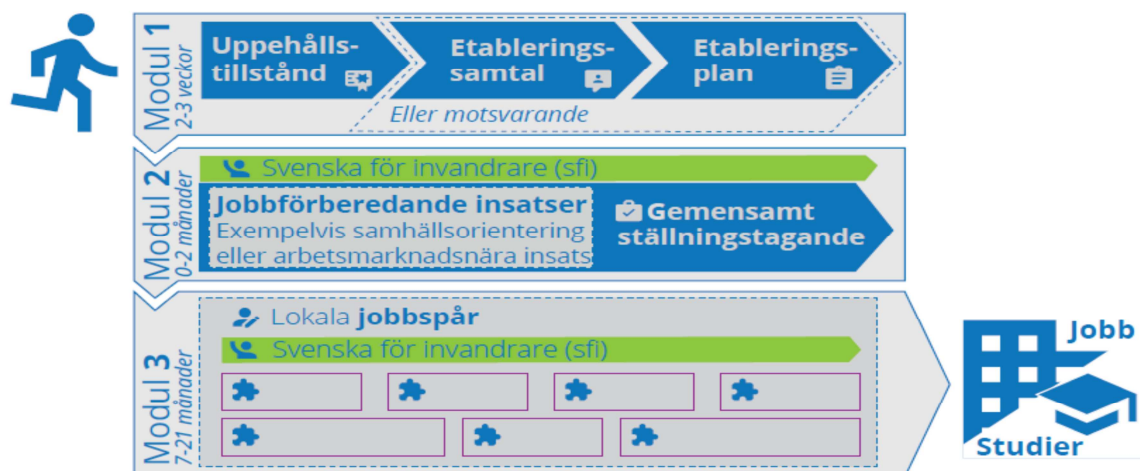 Modul 1
2-3 veckor
Uppehålls-
tillstånd
Etablerings-
samtal
Etablerings-
plan
Eller motsvarande
Modul 2
0-2 månader
Svenska för invandrare (sfi)
Jobbförberedande insatser
Exempelvis samhällsorientering
eller arbetsmarknadsnära insats
Gemensamt
ställningstagande
Modul 3
7-21 månader
Lokala jobbspår
Svenska för invandrare (sfi)
Jobb
Studier